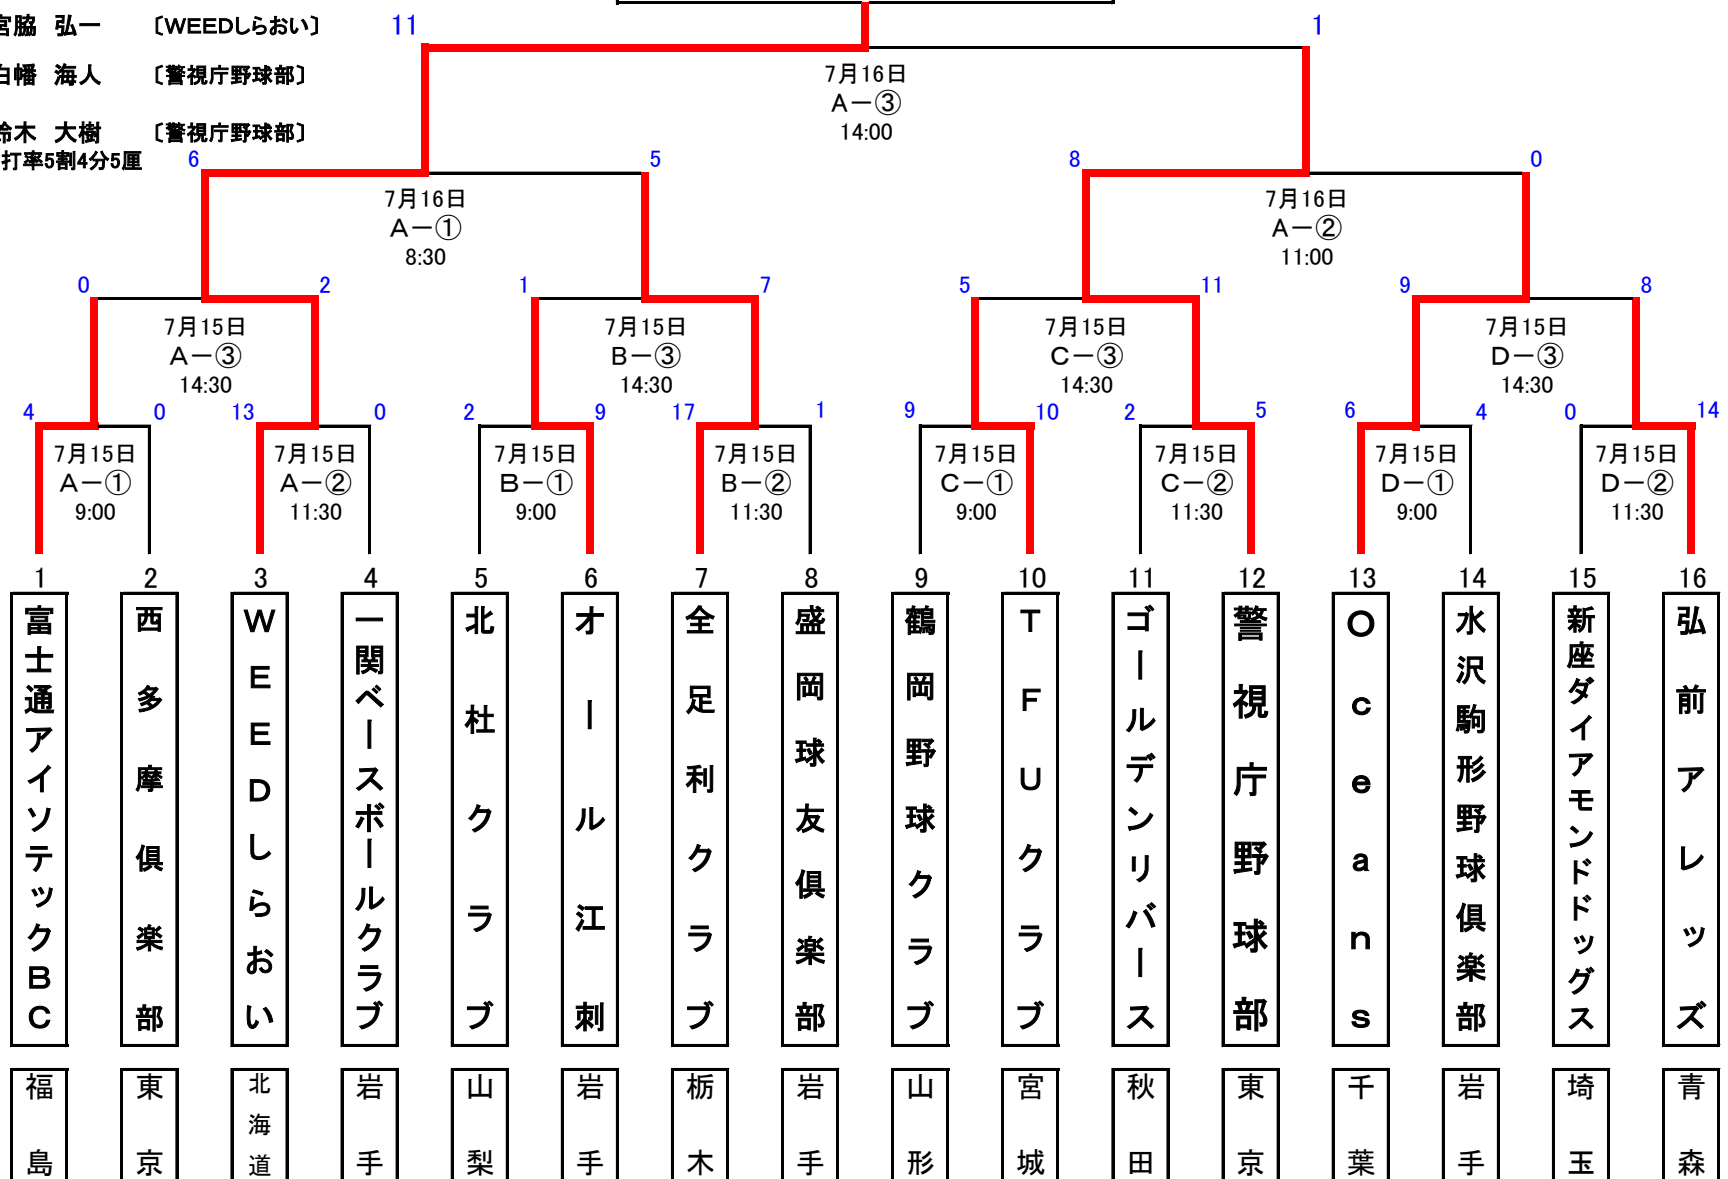 宮脇 弘一 〔WEEDしらおい〕 11 1
白幡 海人 〔警視庁野球部〕
7月16日
A－③
14:00
鈴木 大樹 〔警視庁野球部〕
打率5割4分5厘
6 5 8 0
7月16日 7月16日
A－① A－②
8:30 11:00
0 2 1 7 5 11 9 8
7月15日 7月15日 7月15日 7月15日
A－③ B－③ C－③ D－③
14:30 14:30 14:30 14:30
4 0 13 0 2 9 17 1 9 10 2 5 6 4 0 14
7月15日 7月15日 7月15日 7月15日 7月15日 7月15日 7月15日 7月15日
A－① A－② B－① B－② C－① C－② D－① D－②
9:00 11:30 9:00 11:30 9:00 11:30 9:00 11:30
1 2 3 4 5 6 7 8 9 10 11 12 13 14 15 16
富士通アイソテックBC
西多摩倶楽部
WEEDしらおい
一関ベースボールクラブ
北杜クラブ
オール江刺
全足利クラブ
盛岡球友倶楽部
鶴岡野球クラブ
TFUクラブ
ゴールデンリバース
警視庁野球部
Oceans
水沢駒形野球倶楽部
新座ダイアモンドドッグス
弘前アレッズ
福島
東京
北海道
岩手
山梨
岩手
栃木
岩手
山形
宮城
秋田
東京
千葉
岩手
埼玉
青森